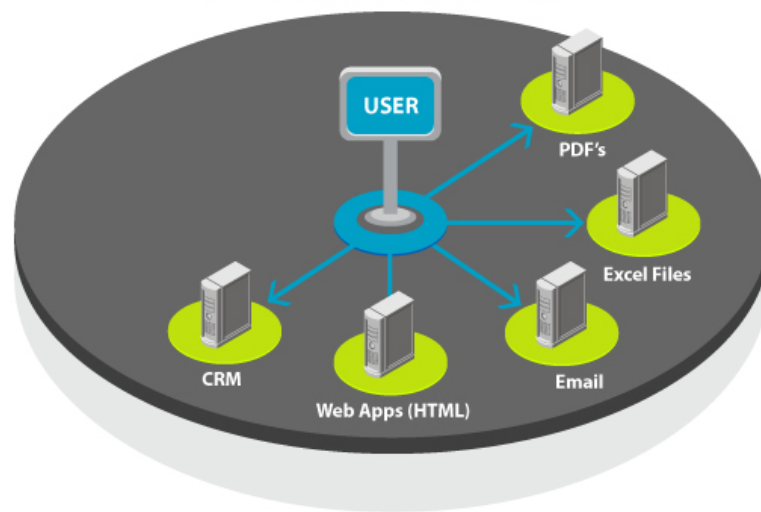 USER
PDF's
Excel Files
Email
Web Apps (HTML)
CRM